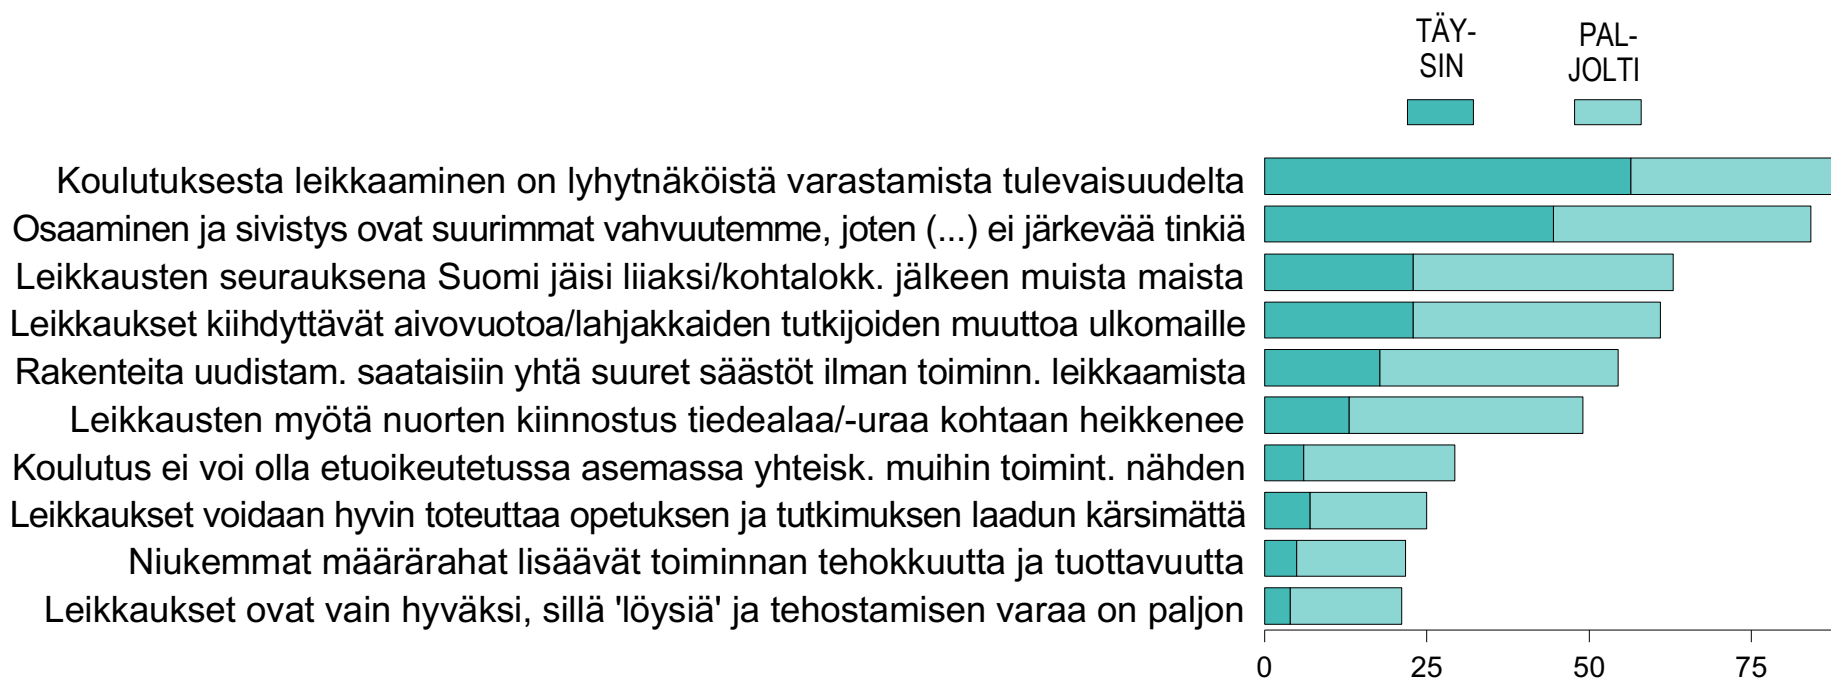 TÄY-
SIN
PAL-
JOLTI
Koulutuksesta leikkaaminen on lyhytnäköistä varastamista tulevaisuudelta
Osaaminen ja sivistys ovat suurimmat vahvuutemme, joten (...) ei järkevää tinkiä
Leikkausten seurauksena Suomi jäisi liiaksi/kohtalokk. jälkeen muista maista
Leikkaukset kiihdyttävät aivovuotoa/lahjakkaiden tutkijoiden muuttoa ulkomaille
Rakenteita uudistam. saataisiin yhtä suuret säästöt ilman toiminn. leikkaamista
Leikkausten myötä nuorten kiinnostus tiedealaa/-uraa kohtaan heikkenee
Koulutus ei voi olla etuoikeutetussa asemassa yhteisk. muihin toimint. nähden
Leikkaukset voidaan hyvin toteuttaa opetuksen ja tutkimuksen laadun kärsimättä
Niukemmat määrärahat lisäävät toiminnan tehokkuutta ja tuottavuutta
Leikkaukset ovat vain hyväksi, sillä 'löysiä' ja tehostamisen varaa on paljon
0 25 50 75